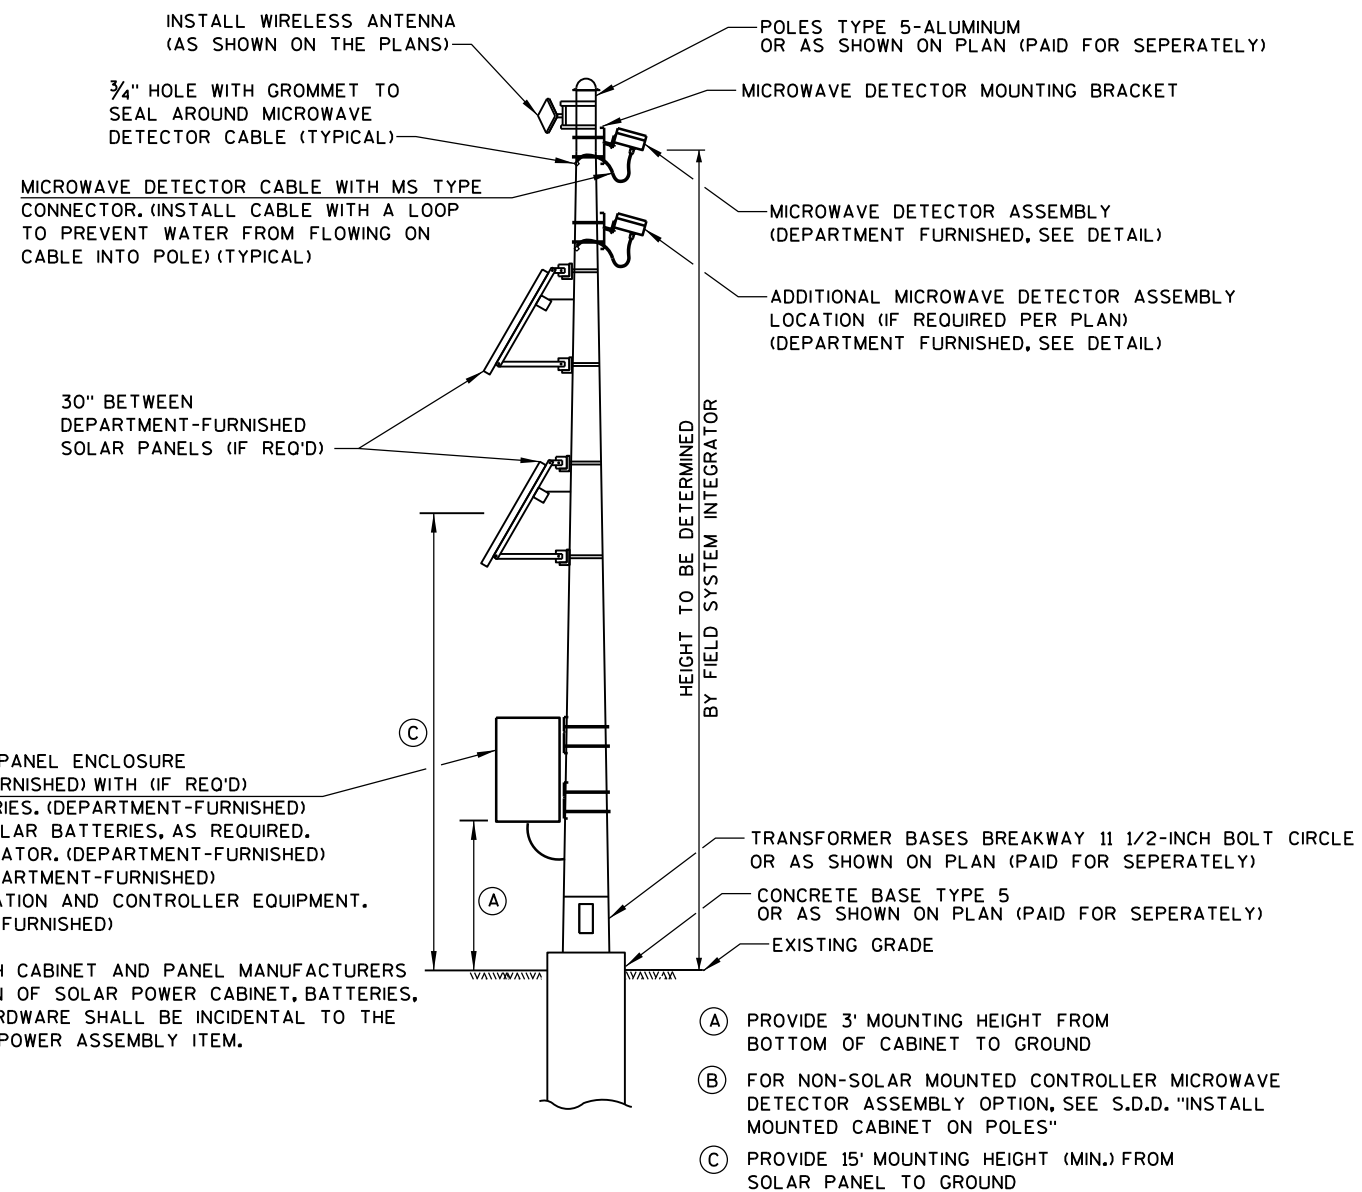 INSTALL WIRELESS ANTENNA
(AS SHOWN ON THE PLANS)
3/4" HOLE WITH GROMMET TO
SEAL AROUND MICROWAVE
DETECTOR CABLE (TYPICAL)
MICROWAVE DETECTOR CABLE WITH MS TYPE
CONNECTOR. (INSTALL CABLE WITH A LOOP
TO PREVENT WATER FROM FLOWING ON
CABLE INTO POLE) (TYPICAL)
30" BETWEEN
DEPARTMENT-FURNISHED
SOLAR PANELS (IF REQ'D)
POLES TYPE 5-ALUMINUM
OR AS SHOWN ON PLAN (PAID FOR SEPERATELY)
MICROWAVE DETECTOR MOUNTING BRACKET
MICROWAVE DETECTOR ASSEMBLY
(DEPARTMENT FURNISHED, SEE DETAIL)
ADDITIONAL MICROWAVE DETECTOR ASSEMBLY
LOCATION (IF REQUIRED PER PLAN)
(DEPARTMENT FURNISHED, SEE DETAIL)
HEIGHT TO BE DETERMINED
BY FIELD SYSTEM INTEGRATOR
C
A
PANEL ENCLOSURE
RNISHED) WITH (IF REQ'D)
RIES. (DEPARTMENT-FURNISHED)
LAR BATTERIES, AS REQUIRED.
ATOR. (DEPARTMENT-FURNISHED)
ARTMENT-FURNISHED)
ATION AND CONTROLLER EQUIPMENT.
FURNISHED)
H CABINET AND PANEL MANUFACTURERS
N OF SOLAR POWER CABINET, BATTERIES,
RDWARE SHALL BE INCIDENTAL TO THE
POWER ASSEMBLY ITEM.
TRANSFORMER BASES BREAKWAY 11 1/2-INCH BOLT CIRCLE
OR AS SHOWN ON PLAN (PAID FOR SEPERATELY)
CONCRETE BASE TYPE 5
OR AS SHOWN ON PLAN (PAID FOR SEPERATELY)
EXISTING GRADE
A PROVIDE 3' MOUNTING HEIGHT FROM
BOTTOM OF CABINET TO GROUND
B FOR NON-SOLAR MOUNTED CONTROLLER MICROWAVE
DETECTOR ASSEMBLY OPTION, SEE S.D.D. "INSTALL
MOUNTED CABINET ON POLES"
C PROVIDE 15' MOUNTING HEIGHT (MIN.) FROM
SOLAR PANEL TO GROUND